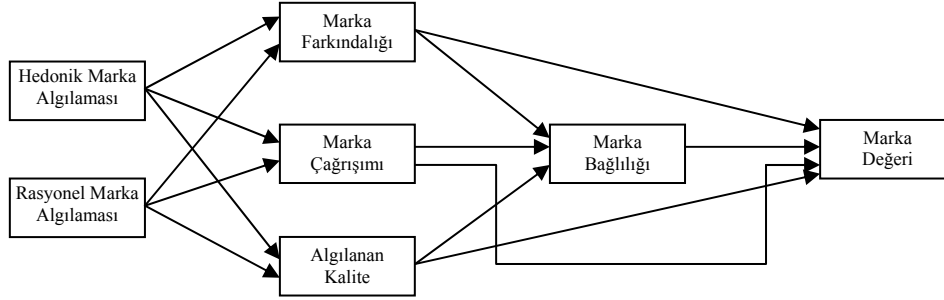 Marka
Farkındalığı
Hedonik Marka
Algılaması
Marka
Çağrışımı
Marka
Bağlılığı
Marka
Değeri
Rasyonel Marka
Algılaması
Algılanan
Kalite